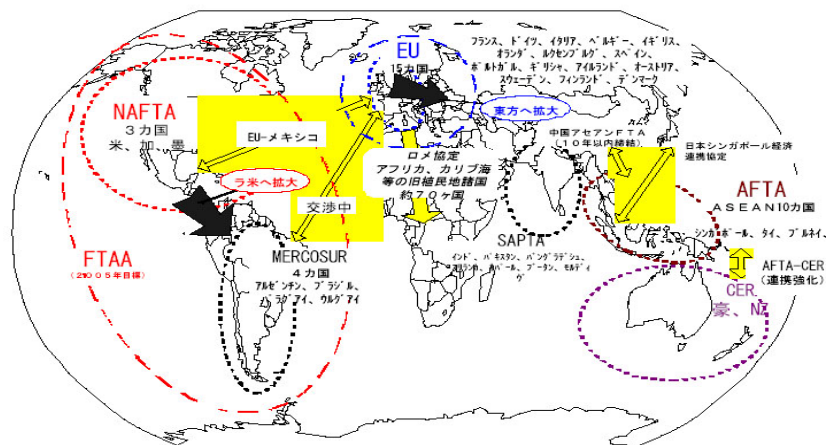 EU
15カ国
フランス、ドイツ、イタリア、ベルギー、イギリス、
オランダ、ルクセンブルグ、スペイン、
ポルトガル、ギリシャ、アイルランド、オーストリア、
スウェーデン、フィンランド、デンマーク
NAFTA
3カ国
米、加、墨
EU-メキシコ
東方へ拡大
中国アセアンFTA
(10年以内締結)
日本シンガポール経済
連携協定
ロメ協定
アフリカ、カリブ海
等の旧植民地諸国
約70ヶ国
ラ米へ拡大
交渉中
AFTA
ASEAN10カ国
シンガポール、タイ、ブルネイ、
FTAA
(21005年目標)
MERCOSUR
4カ国
アルゼンチン、ブラジル、
パラグアイ、ウルグアイ
SAPTA
インド、パキスタン、バングラデシュ、
スリランカ、ネパール、ブータン、モルディ
ヴ
AFTA-CER
(連携強化)
CER
豪、NZ